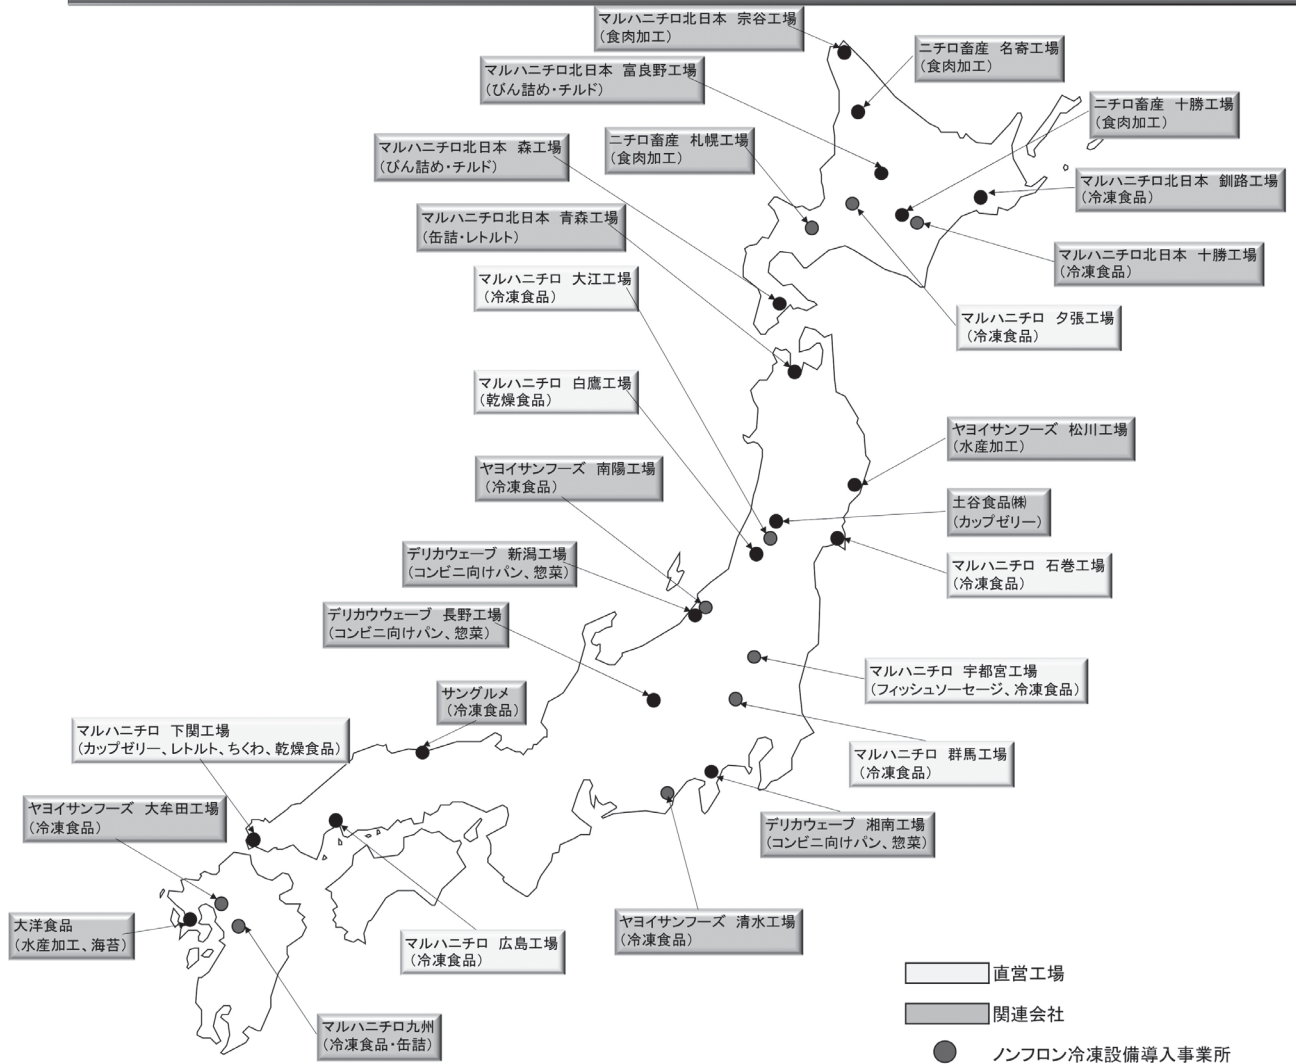 マルハニチロ北日本 宗谷工場
（食肉加工）
ニチロ畜産 名寄工場
（食肉加工）
マルハニチロ北日本 富良野工場
（びん詰め・チルド）
ニチロ畜産 十勝工場
（食肉加工）
ニチロ畜産 札幌工場
（食肉加工）
マルハニチロ北日本 森工場
（びん詰め・チルド）
マルハニチロ北日本 釧路工場
（冷凍食品）
マルハニチロ北日本 青森工場
（缶詰・レトルト）
マルハニチロ北日本 十勝工場
（冷凍食品）
マルハニチロ 大江工場
（冷凍食品）
マルハニチロ 夕張工場
（冷凍食品）
マルハニチロ 白鷹工場
（乾燥食品）
ヤヨイサンフーズ 松川工場
（水産加工）
ヤヨイサンフーズ 南陽工場
（冷凍食品）
土谷食品㈱
（カップゼリー）
デリカウェーブ 新潟工場
（コンビニ向けパン、惣菜）
マルハニチロ 石巻工場
（冷凍食品）
デリカウウェーブ 長野工場
（コンビニ向けパン、惣菜）
マルハニチロ 宇都宮工場
（フィッシュソーセージ、冷凍食品）
サングルメ
（冷凍食品）
マルハニチロ 下関工場
（カップゼリー、レトルト、ちくわ、乾燥食品）
マルハニチロ 群馬工場
（冷凍食品）
ヤヨイサンフーズ 大牟田工場
（冷凍食品）
デリカウェーブ 湘南工場
（コンビニ向けパン、惣菜）
大洋食品
（水産加工、海苔）
ヤヨイサンフーズ 清水工場
（冷凍食品）
マルハニチロ 広島工場
（冷凍食品）
マルハニチロ九州
（冷凍食品・缶詰）
直営工場
関連会社
ノンフロン冷凍設備導入事業所